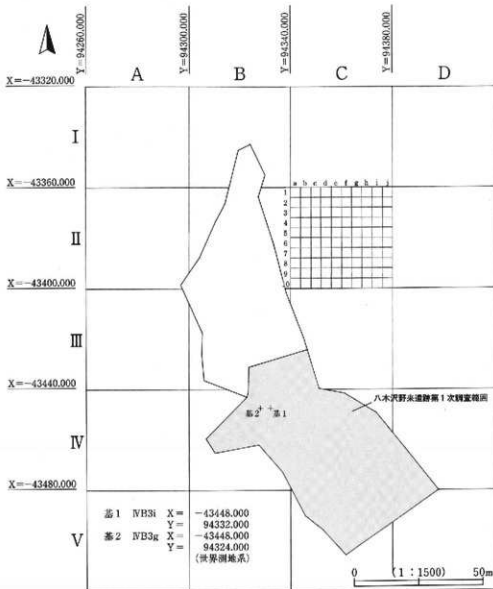 Y=94260.000
Y=94300.000
Y=94340.000
Y=94380.000
A B C D
X=-43320.000
I
X=-43360.000
a b c d e f g h i j
1
2
3
4
5
6
7
8
9
0
II
X=-43400.000
III
X=-43440.000
八木沢野来遺跡第1次調査範囲
基2 基1
IV
X=-43480.000
基1 IVB3i X= -43448.000
Y= 94332.000
基2 IVB3g X= -43448.000
Y= 94324.000
(世界測地系)
V
0 (1:1500) 50m